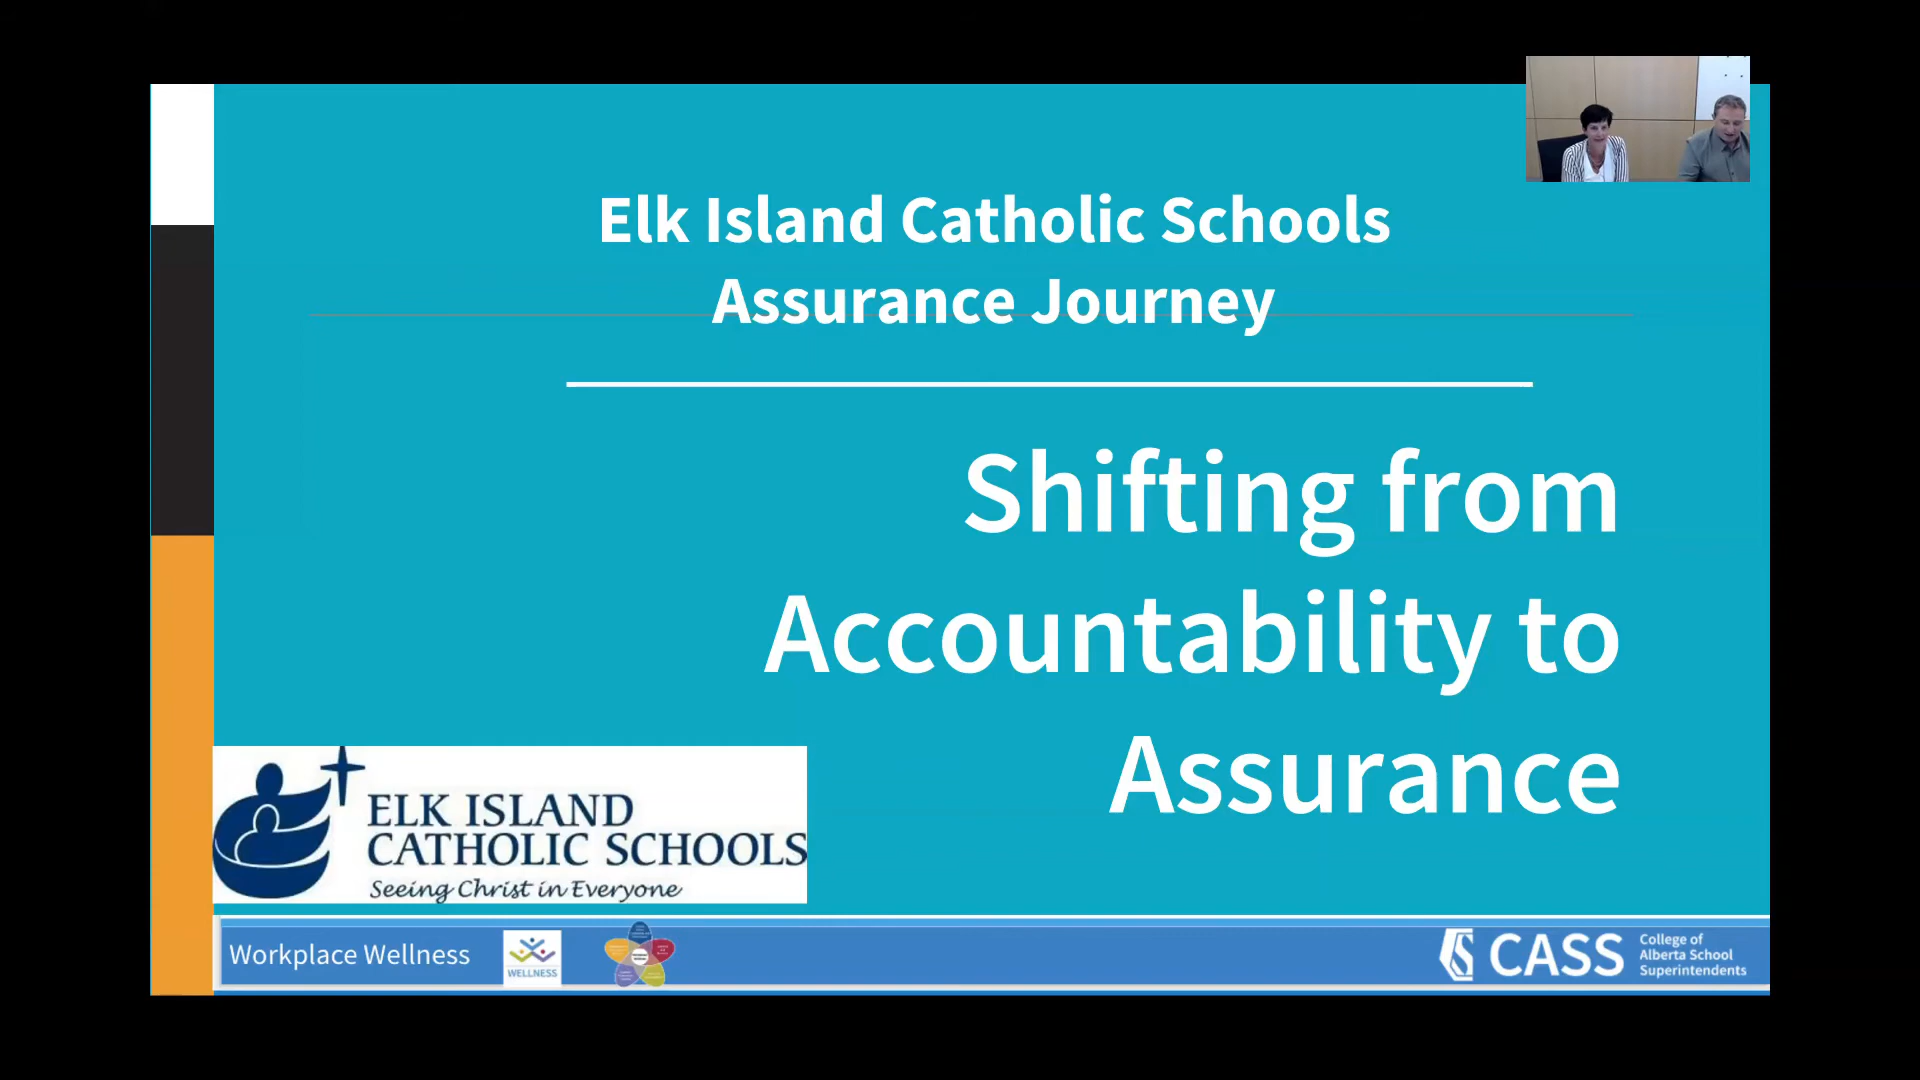 Elk Island Catholic Schools
Assurance Journey
Shifting from
Accountability to
Assurance
ELK ISLAND
CATHOLIC SCHOOLS
Seeing Christ in Everyone
Workplace Wellness
WELLNESS
CASS
College of
Alberta School
Superintendents